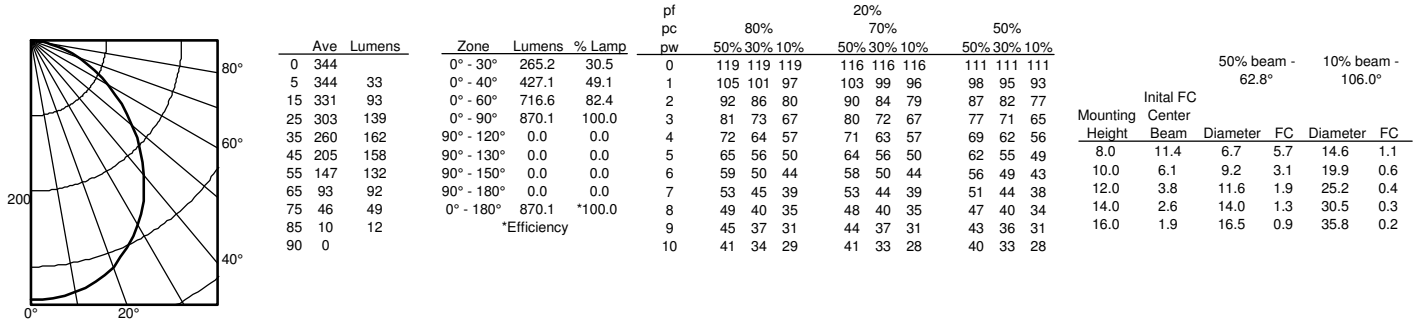 80°
60°
40°
200
0°
20°
Ave Lumens
0 344
5 344 33
15 331 93
25 303 139
35 260 162
45 205 158
55 147 132
65 93 92
75 46 49
85 10 12
90 0
Zone Lumens % Lamp
0° - 30° 265.2 30.5
0° - 40° 427.1 49.1
0° - 60° 716.6 82.4
0° - 90° 870.1 100.0
90° - 120° 0.0 0.0
90° - 130° 0.0 0.0
90° - 150° 0.0 0.0
90° - 180° 0.0 0.0
0° - 180° 870.1 *100.0
*Efficiency
pf 20%
pc 80% 70% 50%
pw 50% 30% 10% 50% 30% 10% 50% 30% 10%
0 119 119 119 116 116 116 111 111 111
1 105 101 97 103 99 96 98 95 93
2 92 86 80 90 84 79 87 82 77
3 81 73 67 80 72 67 77 71 65
4 72 64 57 71 63 57 69 62 56
5 65 56 50 64 56 50 62 55 49
6 59 50 44 58 50 44 56 49 43
7 53 45 39 53 44 39 51 44 38
8 49 40 35 48 40 35 47 40 34
9 45 37 31 44 37 31 43 36 31
10 41 34 29 41 33 28 40 33 28
50% beam - 10% beam -
62.8° 106.0°
Inital FC
Mounting Center
Height Beam Diameter FC Diameter FC
8.0 11.4 6.7 5.7 14.6 1.1
10.0 6.1 9.2 3.1 19.9 0.6
12.0 3.8 11.6 1.9 25.2 0.4
14.0 2.6 14.0 1.3 30.5 0.3
16.0 1.9 16.5 0.9 35.8 0.2